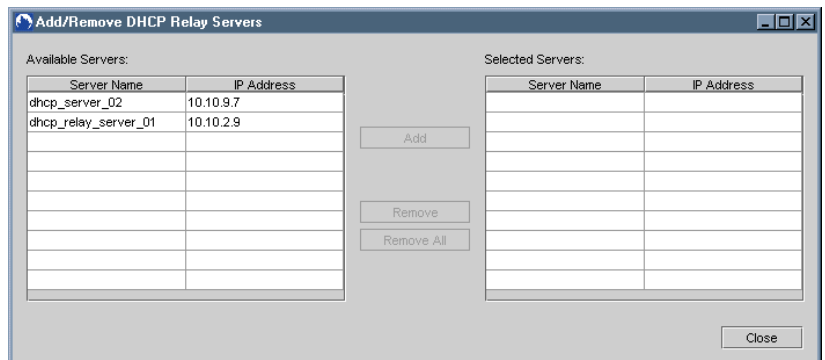 Add/Remove DHCP Relay Servers
Available Servers:
Selected Servers:
Server Name IP Address
Server Name IP Address
dhcp_server_02 10.10.9.7
dhcp_relay_server_01 10.10.2.9
Add
Remove
Remove All
Close